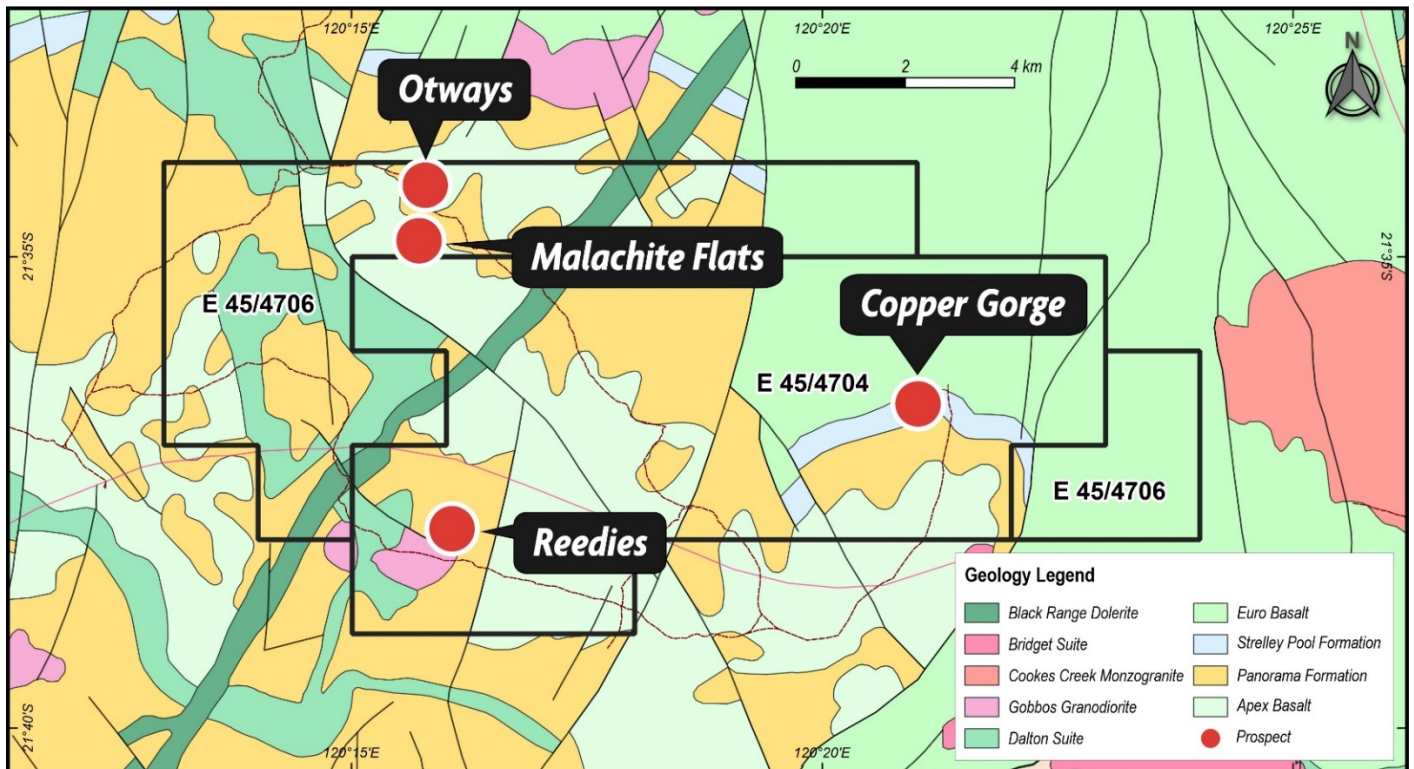 120°15'E
120°20'E
120°25'E
N
0 2 4 km
Otways
21°35'S
21°35'S
Malachite Flats
E 45/4706
Copper Gorge
E 45/4704
E 45/4706
Reedies
Geology Legend
Black Range Dolerite
Bridget Suite
Cookes Creek Monzogranite
Gobbos Granodiorite
Dalton Suite
Euro Basalt
Strelley Pool Formation
Panorama Formation
Apex Basalt
Prospect
21°40'S
120°15'E
120°20'E